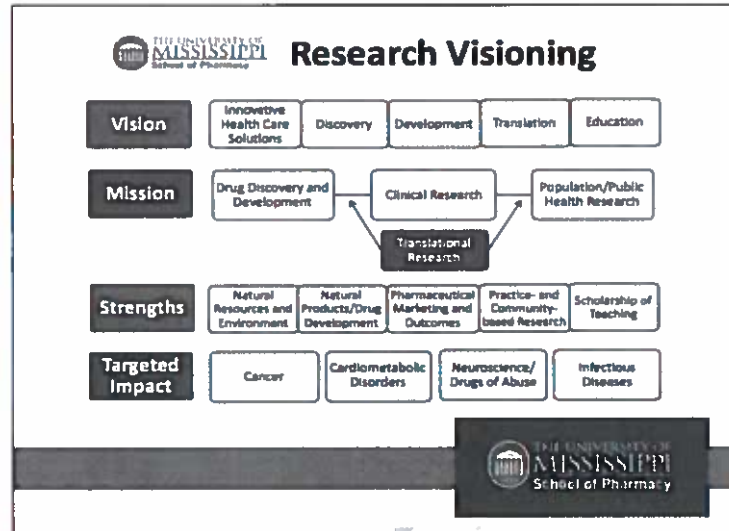 THE UNIVERSITY OF
MISSISSIPPI
School of Pharmacy
Research Visioning
Vision
Innovative
Health Care
Solutions
Discovery
Development
Translation
Education
Mission
Drug Discovery and
Development
Clinical Research
Population/Public
Health Research
Translational
Research
Strengths
Natural
Resources and
Environment
Natural
Products/Drug
Development
Pharmaceutical
Marketing and
Outcomes
Practice- and
Community-
based Research
Scholarship of
Teaching
Targeted
Impact
Cancer
Cardiometabolic
Disorders
Neuroscience/
Drugs of Abuse
Infectious
Diseases
THE UNIVERSITY OF
MISSISSIPPI
School of Pharmacy